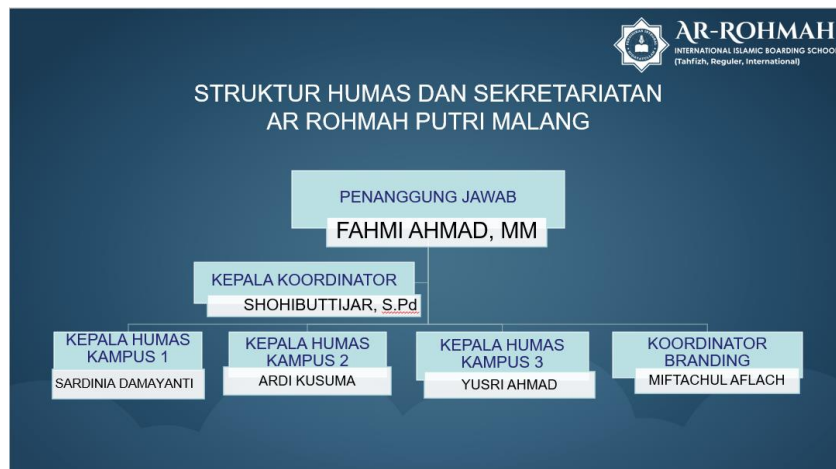 AR-ROHMAH
INTERNATIONAL ISLAMIC BOARDING SCHOOL
(Tahfizh, Reguler, International)
STRUKTUR HUMAS DAN SEKRETARIATAN
AR ROHMAH PUTRI MALANG
PENANGGUNG JAWAB
FAHMI AHMAD, MM
KEPALA KOORDINATOR
SHOHIBUTTIJAR, S.Pd
KEPALA HUMAS
KAMPUS 1
SARDINIA DAMAYANTI
KEPALA HUMAS
KAMPUS 2
ARDI KUSUMA
KEPALA HUMAS
KAMPUS 3
YUSRI AHMAD
KOORDINATOR
BRANDING
MIFTACHUL AFLACH